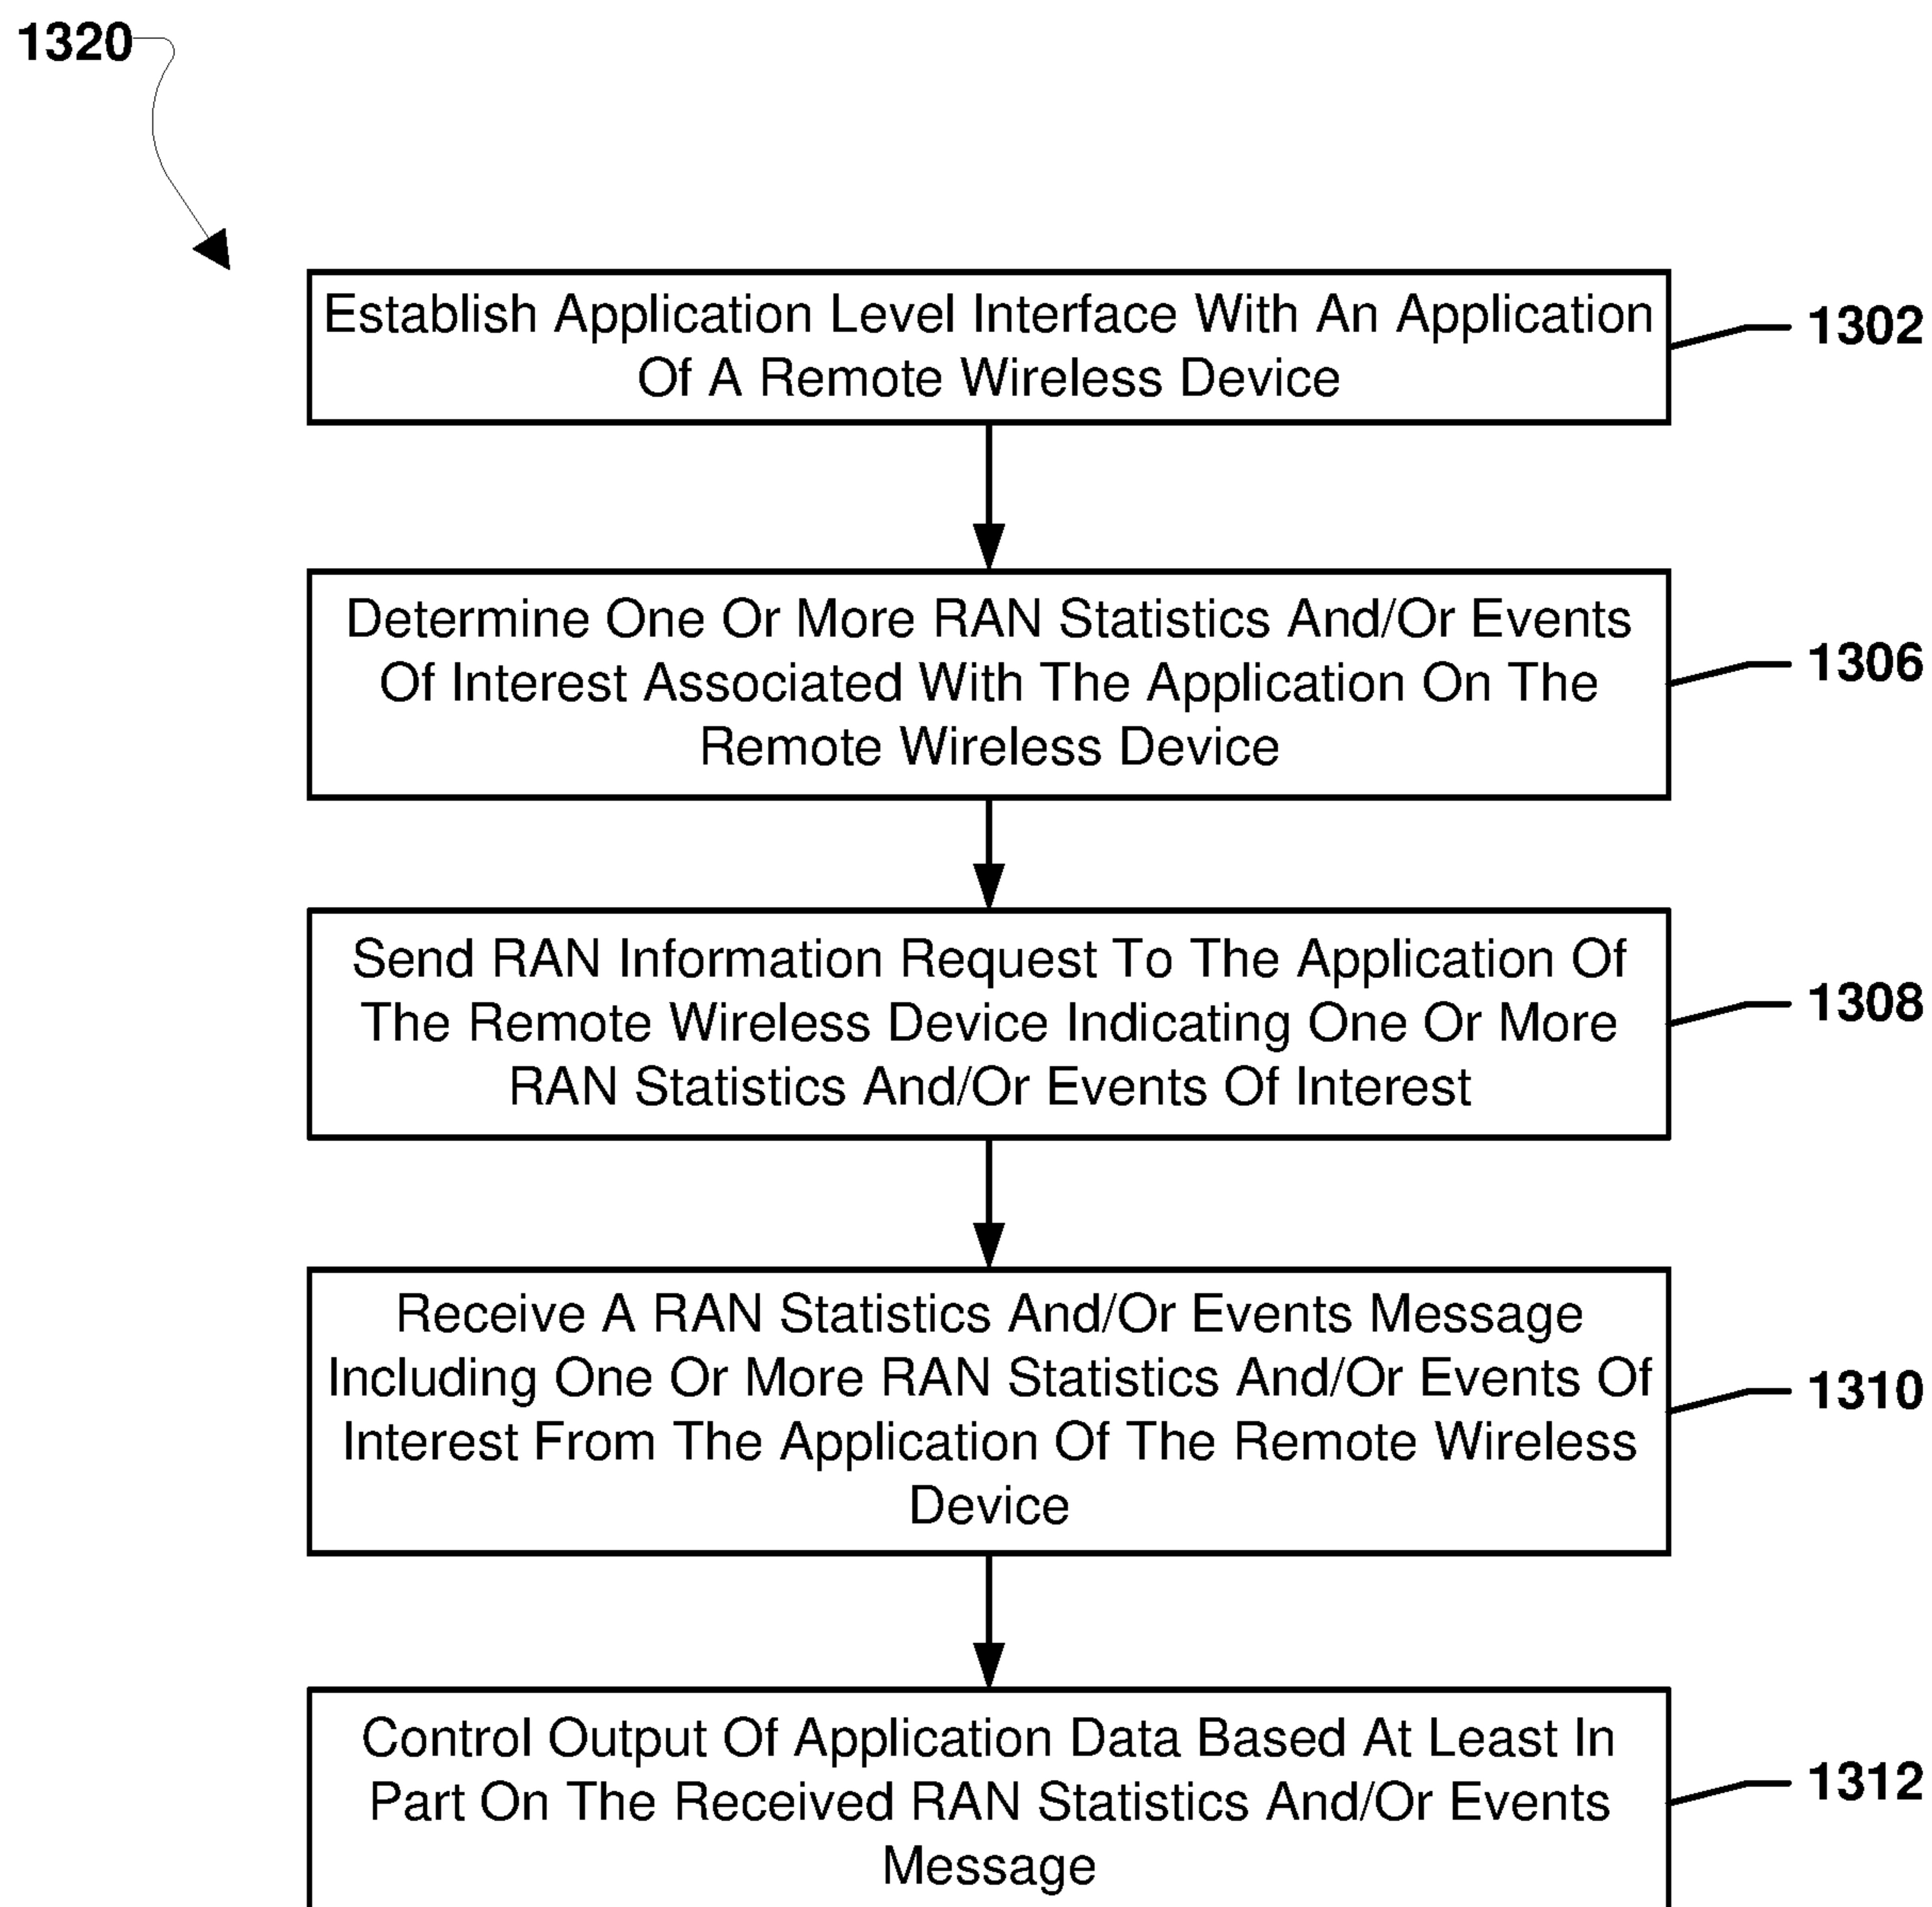 1320
Establish Application Level Interface With An Application
Of A Remote Wireless Device
1302
Determine One Or More RAN Statistics And/Or Events
Of Interest Associated With The Application On The
Remote Wireless Device
1306
Send RAN Information Request To The Application Of
The Remote Wireless Device Indicating One Or More
RAN Statistics And/Or Events Of Interest
1308
Receive A RAN Statistics And/Or Events Message
Including One Or More RAN Statistics And/Or Events Of
Interest From The Application Of The Remote Wireless
Device
1310
Control Output Of Application Data Based At Least In
Part On The Received RAN Statistics And/Or Events
Message
1312